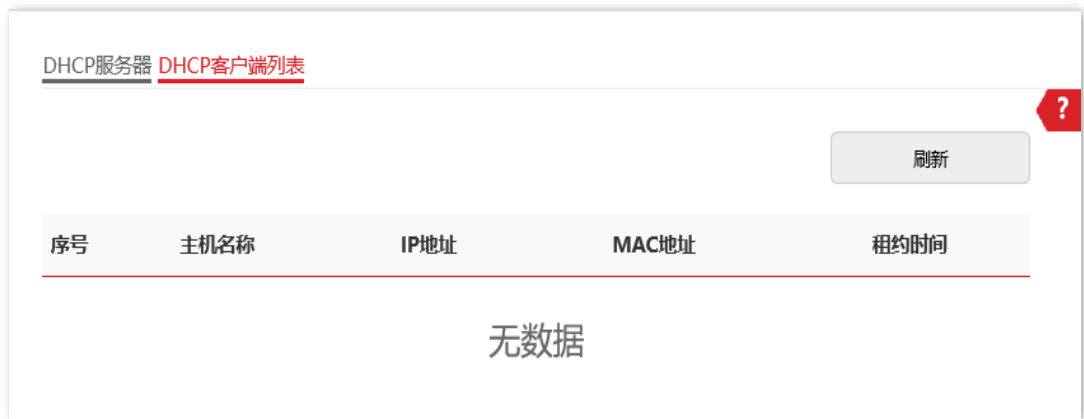 DHCP服务器 DHCP客户端列表
?
刷新
序号 主机名称 IP地址 MAC地址 租约时间
无数据